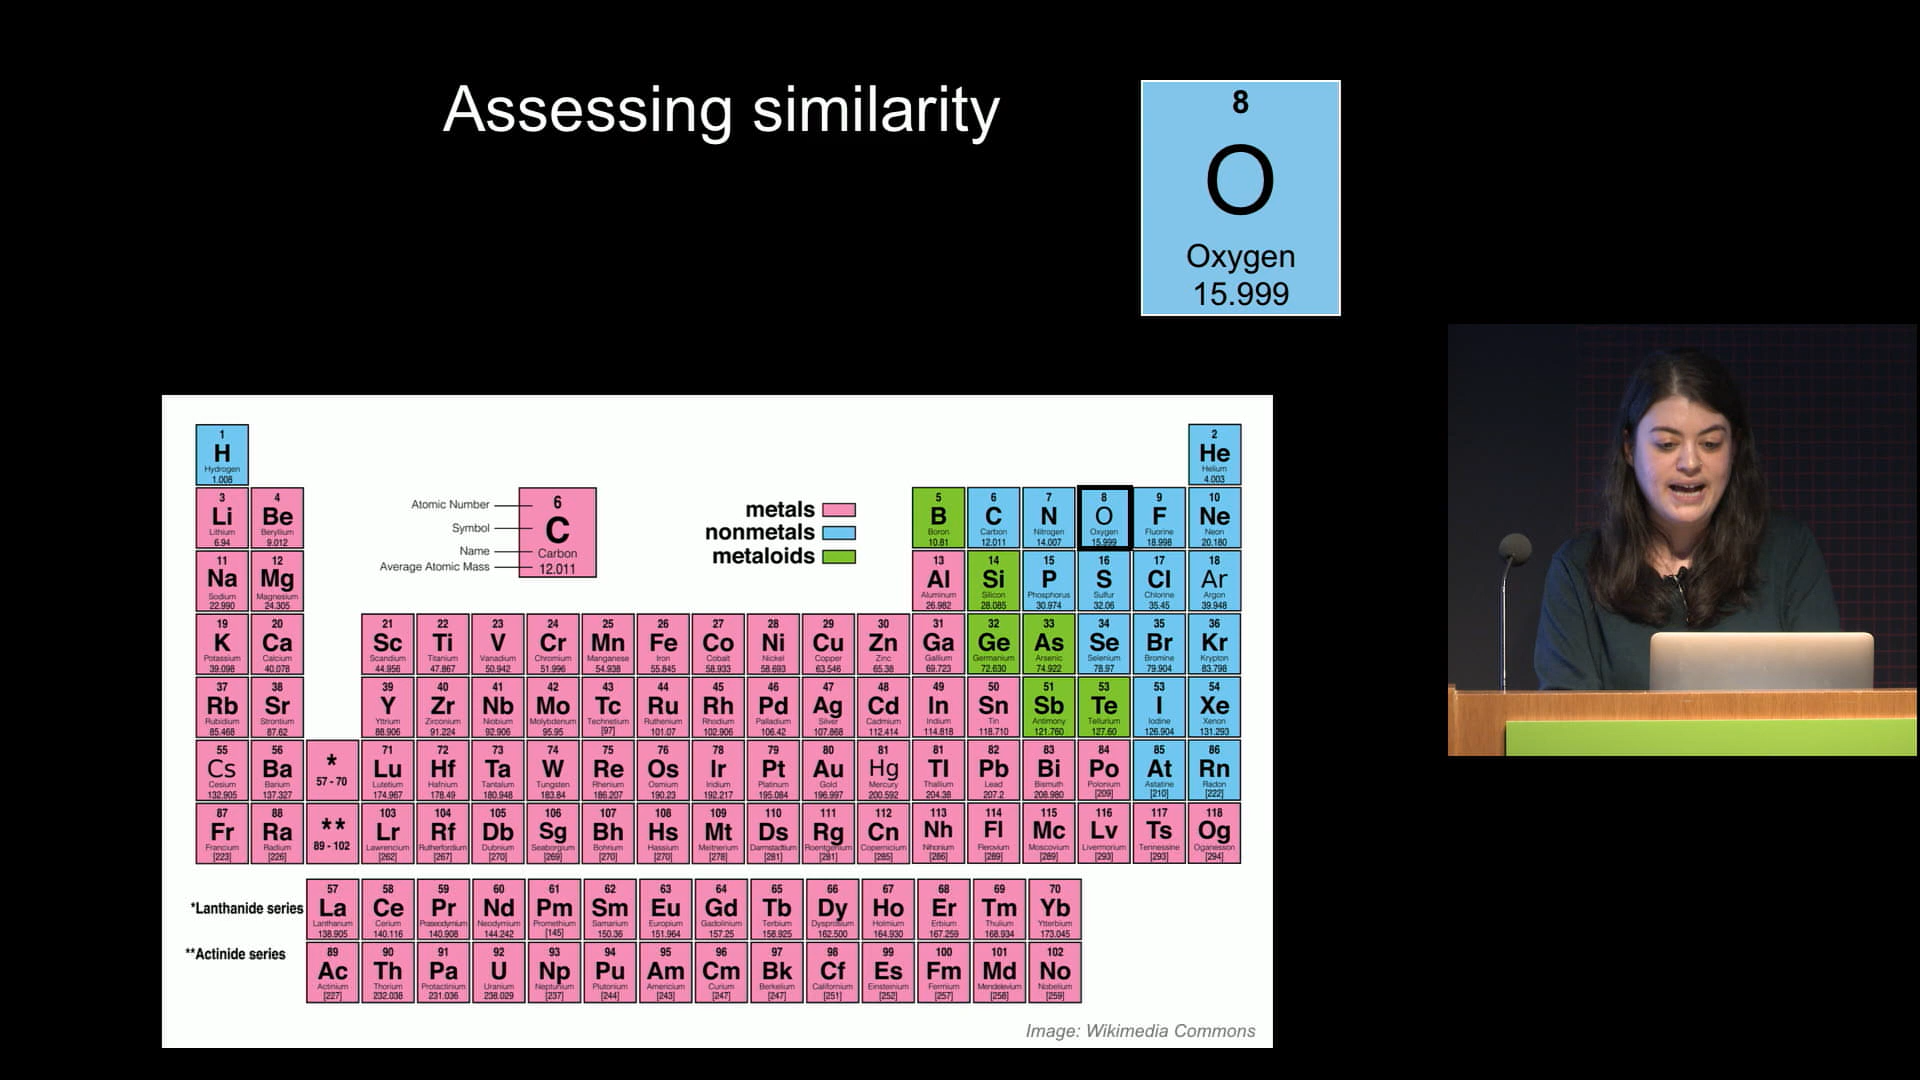 Assessing similarity
8
O
Oxygen
15.999
1 H Hydrogen 1.008
2 He Helium 4.003
Atomic Number
Symbol
Name
Average Atomic Mass
6
C
Carbon
12.011
metals
nonmetals
metaloids
3 4 5 6 7 8 9 10
Li Be B C N O F Ne
Lithium Beryllium Boron Carbon Nitrogen Oxygen Fluorine Neon
6.94 9.012 10.81 12.011 14.007 15.999 18.998 20.180
11 12 13 14 15 16 17 18
Na Mg Al Si P S Cl Ar
Sodium Magnesium Aluminum Silicon Phosphorus Sulfur Chlorine Argon
22.990 24.305 26.982 28.085 30.974 32.06 35.45 39.948
19 20 21 22 23 24 25 26 27 28 29 30 31 32 33 34 35 36
K Ca Sc Ti V Cr Mn Fe Co Ni Cu Zn Ga Ge As Se Br Kr
Potassium Calcium Scandium Titanium Vanadium Chromium Manganese Iron Cobalt Nickel Copper Zinc Gallium Germanium Arsenic Selenium Bromine Krypton
39.098 40.078 44.956 47.867 50.942 51.996 54.938 55.845 58.933 58.693 63.546 65.38 69.723 72.630 74.922 78.97 79.904 83.798
37 38 39 40 41 42 43 44 45 46 47 48 49 50 51 53 53 54
Rb Sr Y Zr Nb Mo Tc Ru Rh Pd Ag Cd In Sn Sb Te I Xe
Rubidium Strontium Yttrium Zirconium Niobium Molybdenum Technetium Ruthenium Rhodium Palladium Silver Cadmium Indium Tin Antimony Tellurium Iodine Xenon
85.468 87.62 88.906 91.224 92.906 95.95 [97] 101.07 102.906 106.42 107.868 112.414 114.818 118.710 121.760 127.60 126.904 131.293
55 56 * 71 72 73 74 75 76 77 78 79 80 81 81 82 83 84 85 86
Cs Ba 57 - 70 Lu Hf Ta W Re Os Ir Pt Au Hg Tl Pb Bi Po At Rn
Cesium Barium Lutetium Hafnium Tantalum Tungsten Rhenium Osmium Iridium Platinum Gold Mercury Thallium Lead Bismuth Polonium Astatine Radon
132.905 137.327 174.967 178.49 180.948 183.84 186.207 190.23 192.217 195.084 196.997 200.592 204.38 207.2 208.980 [209] [210] [222]
87 88 ** 103 104 105 106 107 108 109 110 111 112 113 114 115 116 117 118
Fr Ra 89 - 102 Lr Rf Db Sg Bh Hs Mt Ds Rg Cn Nh Fl Mc Lv Ts Og
Francium Radium Lawrencium Rutherfordium Dubnium Seaborgium Bohrium Hassium Meitnerium Darmstadtium Roentgenium Copernicium Nihonium Flerovium Moscovium Livermorium Tennessine Oganesson
[223] [226] [262] [267] [270] [269] [270] [270] [278] [281] [281] [285] [286] [289] [289] [293] [293] [294]
*Lanthanide series
57 58 59 60 61 62 63 64 65 66 67 68 69 70
La Ce Pr Nd Pm Sm Eu Gd Tb Dy Ho Er Tm Yb
Lanthanum Cerium Praseodymium Neodymium Promethium Samarium Europium Gadolinium Terbium Dysprosium Holmium Erbium Thulium Ytterbium
138.905 140.116 140.908 144.242 [145] 150.36 151.964 157.25 158.925 162.500 164.930 167.259 168.934 173.045
**Actinide series
89 90 91 92 93 94 95 96 97 98 99 100 101 102
Ac Th Pa U Np Pu Am Cm Bk Cf Es Fm Md No
Actinium Thorium Protactinium Uranium Neptunium Plutonium Americium Curium Berkelium Californium Einsteinium Fermium Mendelevium Nobelium
[227] 232.038 231.036 238.029 [237] [244] [243] [247] [247] [251] [252] [257] [258] [259]
Image: Wikimedia Commons